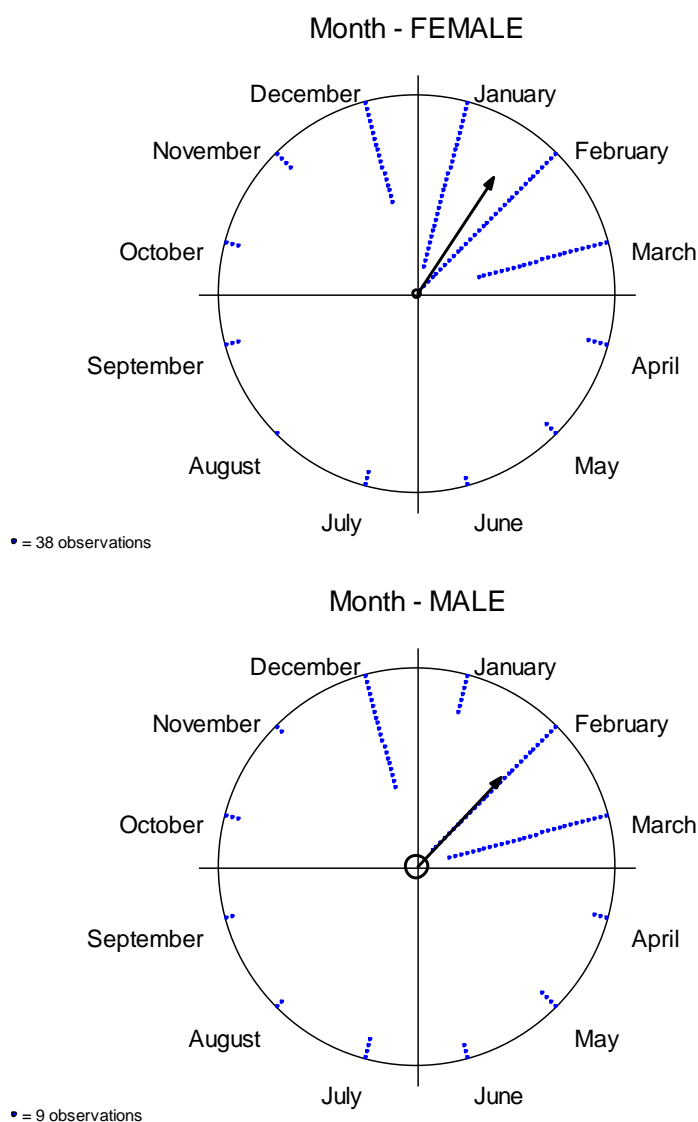 Month - FEMALE
December
January
November
February
October
March
September
April
August
May
July
June
= 38 observations
Month - MALE
December
January
November
February
October
March
September
April
August
May
July
June
= 9 observations